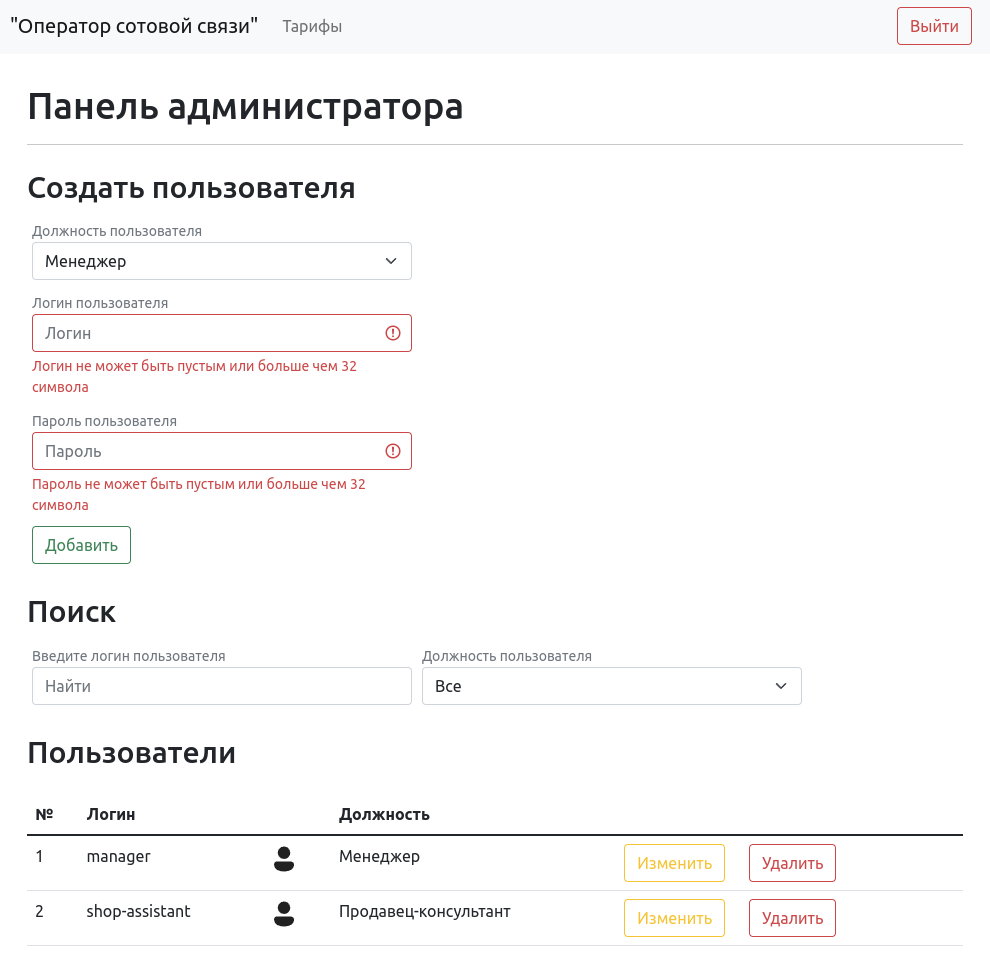 "Оператор сотовой связи" Тарифы Выйти
Панель администратора
Создать пользователя
Должность пользователя
Менеджер
Логин пользователя
Логин
Логин не может быть пустым или больше чем 32
символа
Пароль пользователя
Пароль
Пароль не может быть пустым или больше чем 32
символа
Добавить
Поиск
Введите логин пользователя Должность пользователя
Найти Все
Пользователи
№ Логин Должность
1 manager Менеджер Изменить Удалить
2 shop-assistant Продавец-консультант Изменить Удалить